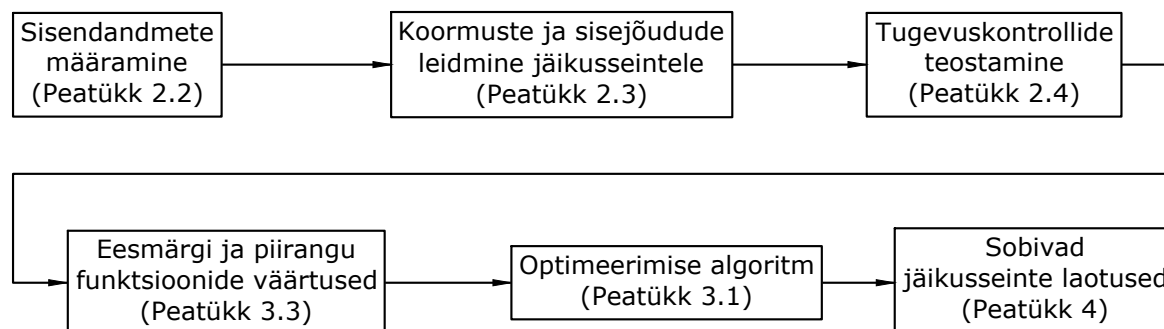 Sisendandmete
määramine
(Peatükk 2.2)
Koormuste ja sisejõudude
leidmine jäikusseintele
(Peatükk 2.3)
Tugevuskontrollide
teostamine
(Peatükk 2.4)
Eesmärgi ja piirangu
funktsioonide väärtused
(Peatükk 3.3)
Optimeerimise algoritm
(Peatükk 3.1)
Sobivad
jäikusseinte laotused
(Peatükk 4)